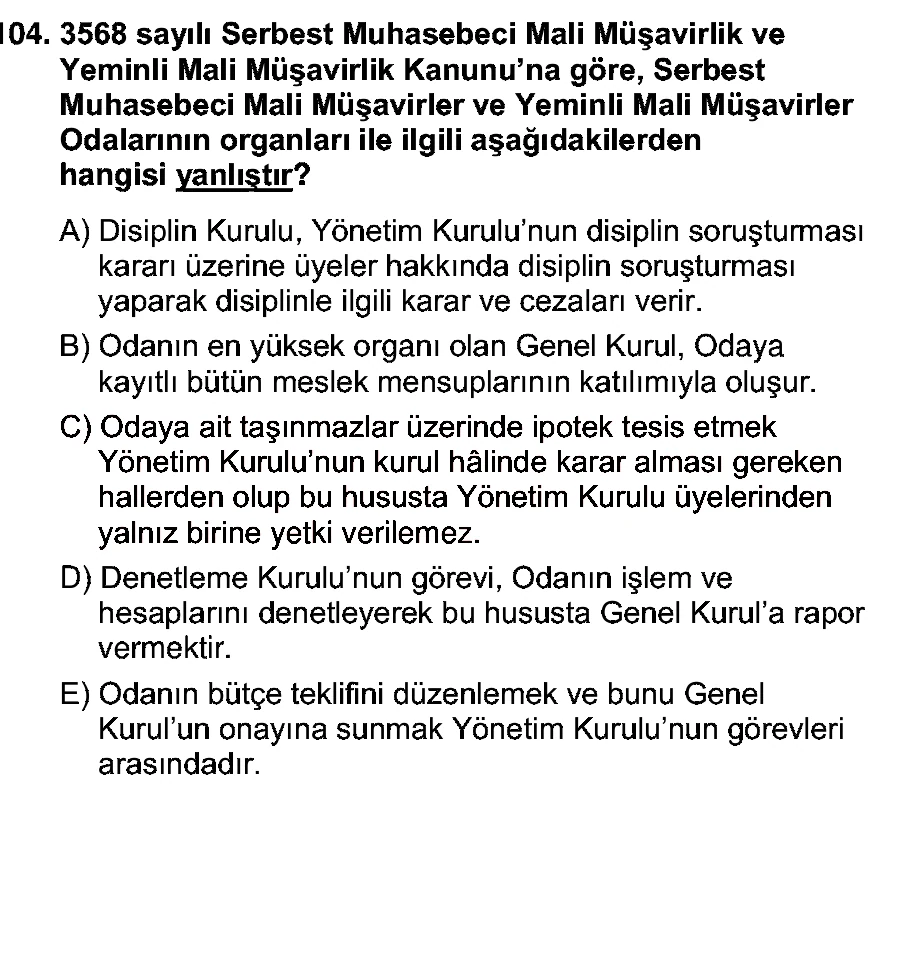 104. 3568 sayılı Serbest Muhasebeci Mali Müşavirlik ve
Yeminli Mali Müşavirlik Kanunu’na göre, Serbest
Muhasebeci Mali Müşavirler ve Yeminli Mali Müşavirler
Odalarının organları ile ilgili aşağıdakilerden
hangisi yanlıştır?
A) Disiplin Kurulu, Yönetim Kurulu’nun disiplin soruşturması
kararı üzerine üyeler hakkında disiplin soruşturması
yaparak disiplinle ilgili karar ve cezaları verir.
B) Odanın en yüksek organı olan Genel Kurul, Odaya
kayıtlı bütün meslek mensuplarının katılımıyla oluşur.
C) Odaya ait taşınmazlar üzerinde ipotek tesis etmek
Yönetim Kurulu’nun kurul hâlinde karar alması gereken
hallerden olup bu hususta Yönetim Kurulu üyelerinden
yalnız birine yetki verilemez.
D) Denetleme Kurulu’nun görevi, Odanın işlem ve
hesaplarını denetleyerek bu hususta Genel Kurul’a rapor
vermektir.
E) Odanın bütçe teklifini düzenlemek ve bunu Genel
Kurul’un onayına sunmak Yönetim Kurulu’nun görevleri
arasındadır.